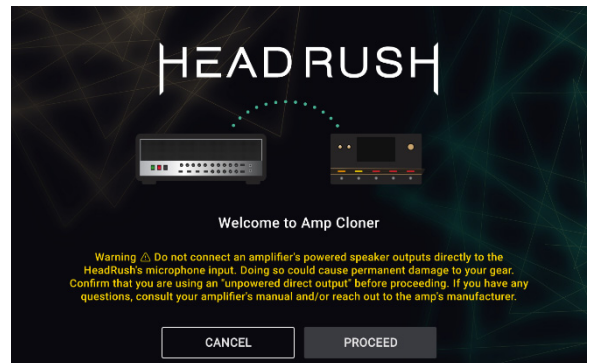 HEADRUSH
Welcome to Amp Cloner
Warning ⚠ Do not connect an amplifier's powered speaker outputs directly to the
HeadRush's microphone input. Doing so could cause permanent damage to your gear.
Confirm that you are using an "unpowered direct output" before proceeding. If you have any
questions, consult your amplifier's manual and/or reach out to the amp's manufacturer.
CANCEL
PROCEED